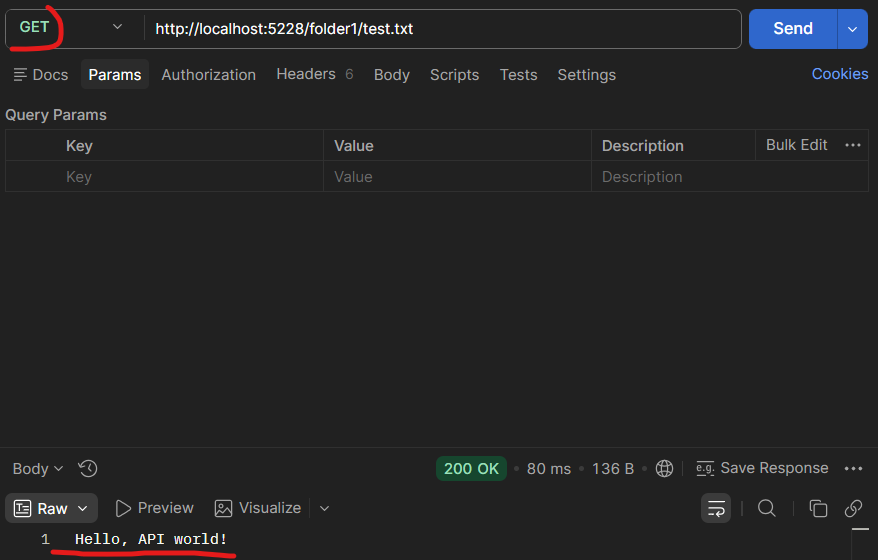 GET http://localhost:5228/folder1/test.txt Send
Docs Params Authorization Headers 6 Body Scripts Tests Settings Cookies
Query Params
Key Value Description Bulk Edit
Key Value Description
Body 200 OK 80 ms 136 B e.g. Save Response
Raw Preview Visualize
1 Hello, API world!